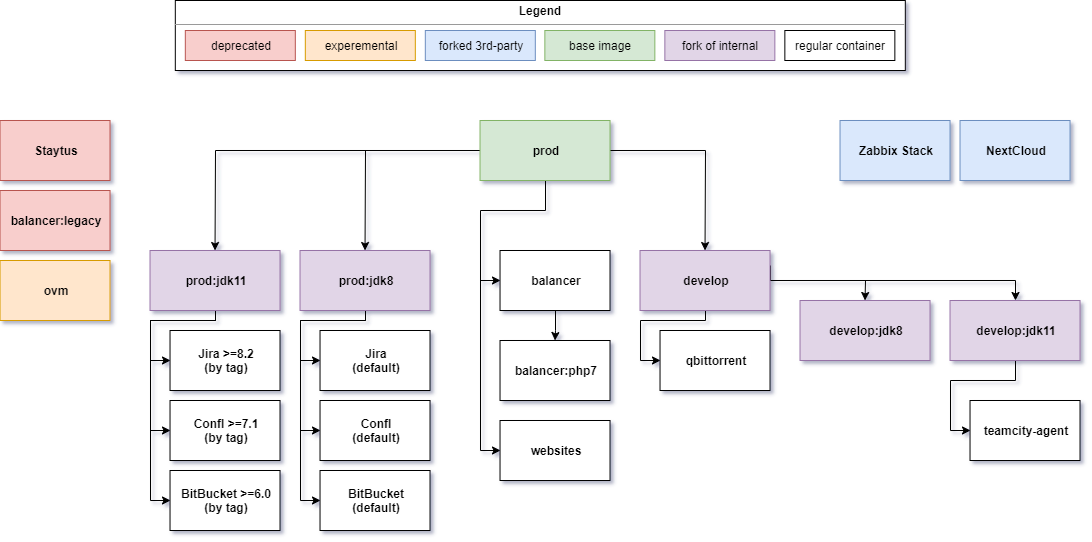 Legend
deprecated
experemental
forked 3rd-party
base image
fork of internal
regular container
Staytus
prod
Zabbix Stack
NextCloud
balancer:legacy
ovm
prod:jdk11
prod:jdk8
balancer
develop
develop:jdk8
develop:jdk11
Jira >=8.2
(by tag)
Jira
(default)
balancer:php7
qbittorrent
Confl >=7.1
(by tag)
Confl
(default)
websites
teamcity-agent
BitBucket >=6.0
(by tag)
BitBucket
(default)